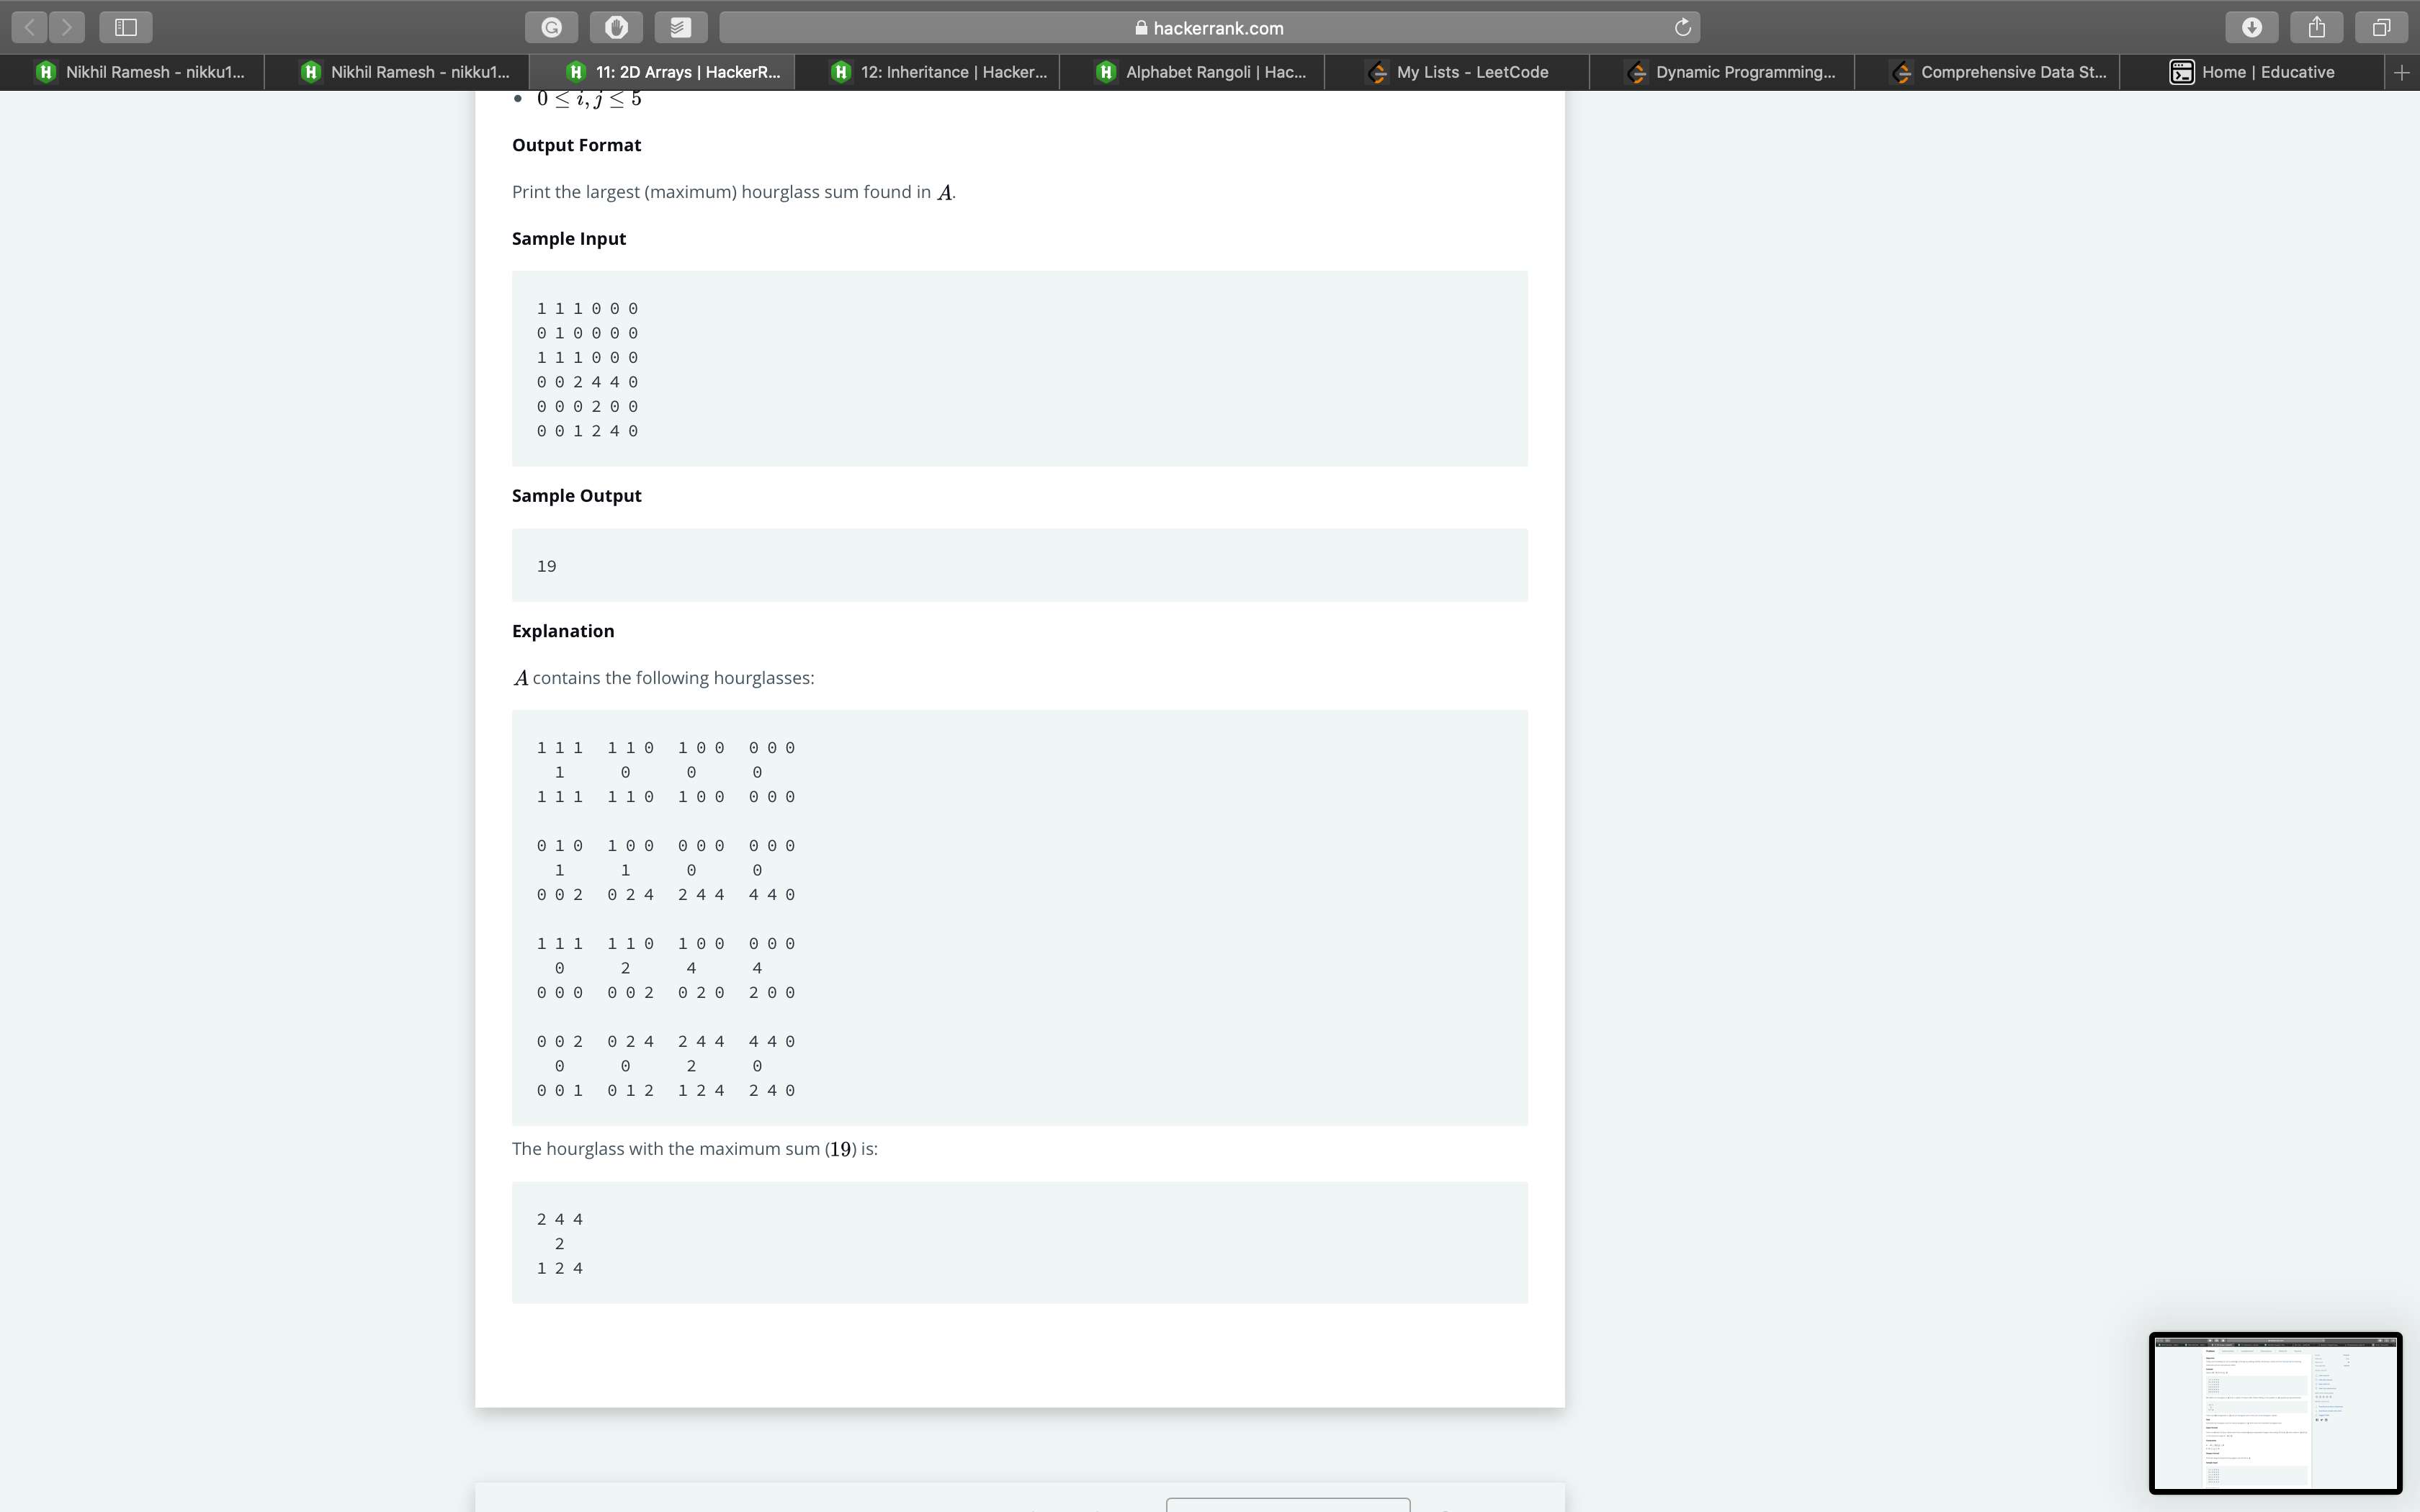 hackerrank.com
Nikhil Ramesh - nikku1...
Nikhil Ramesh - nikku1...
11: 2D Arrays | HackerR...
12: Inheritance | Hacker...
Alphabet Rangoli | Hac...
My Lists - LeetCode
Dynamic Programming...
Comprehensive Data St...
Home | Educative
• 0 ≤ i, j ≤ 5
Output Format
Print the largest (maximum) hourglass sum found in A.
Sample Input
1 1 1 0 0 0
0 1 0 0 0 0
1 1 1 0 0 0
0 0 2 4 4 0
0 0 0 2 0 0
0 0 1 2 4 0
Sample Output
19
Explanation
A contains the following hourglasses:
1 1 1   1 1 0   1 0 0   0 0 0
  1       0       0       0
1 1 1   1 1 0   1 0 0   0 0 0
0 1 0   1 0 0   0 0 0   0 0 0
  1       1       0       0
0 0 2   0 2 4   2 4 4   4 4 0
1 1 1   1 1 0   1 0 0   0 0 0
  0       2       4       4
0 0 0   0 0 2   0 2 0   2 0 0
0 0 2   0 2 4   2 4 4   4 4 0
  0       0       2       0
0 0 1   0 1 2   1 2 4   2 4 0
The hourglass with the maximum sum (19) is:
2 4 4
  2
1 2 4